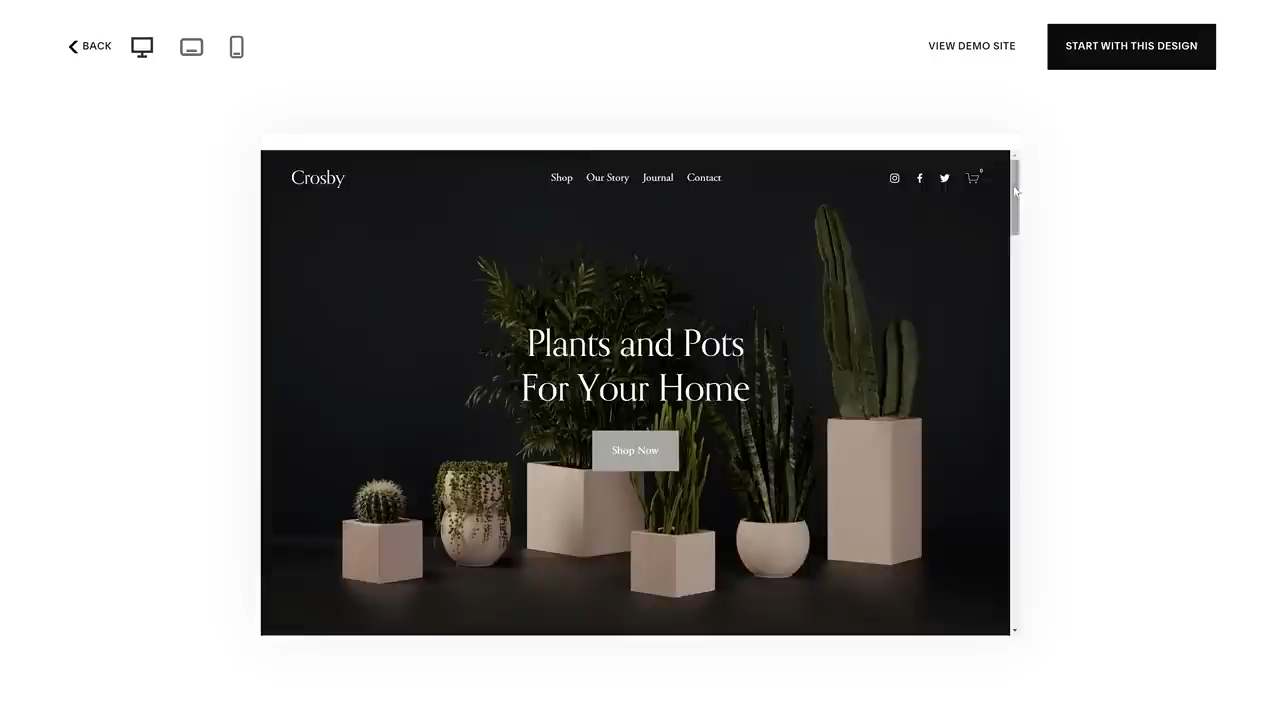 BACK
VIEW DEMO SITE
START WITH THIS DESIGN
Crosby
Shop
Our Story
Journal
Contact
0
Plants and Pots
For Your Home
Shop Now